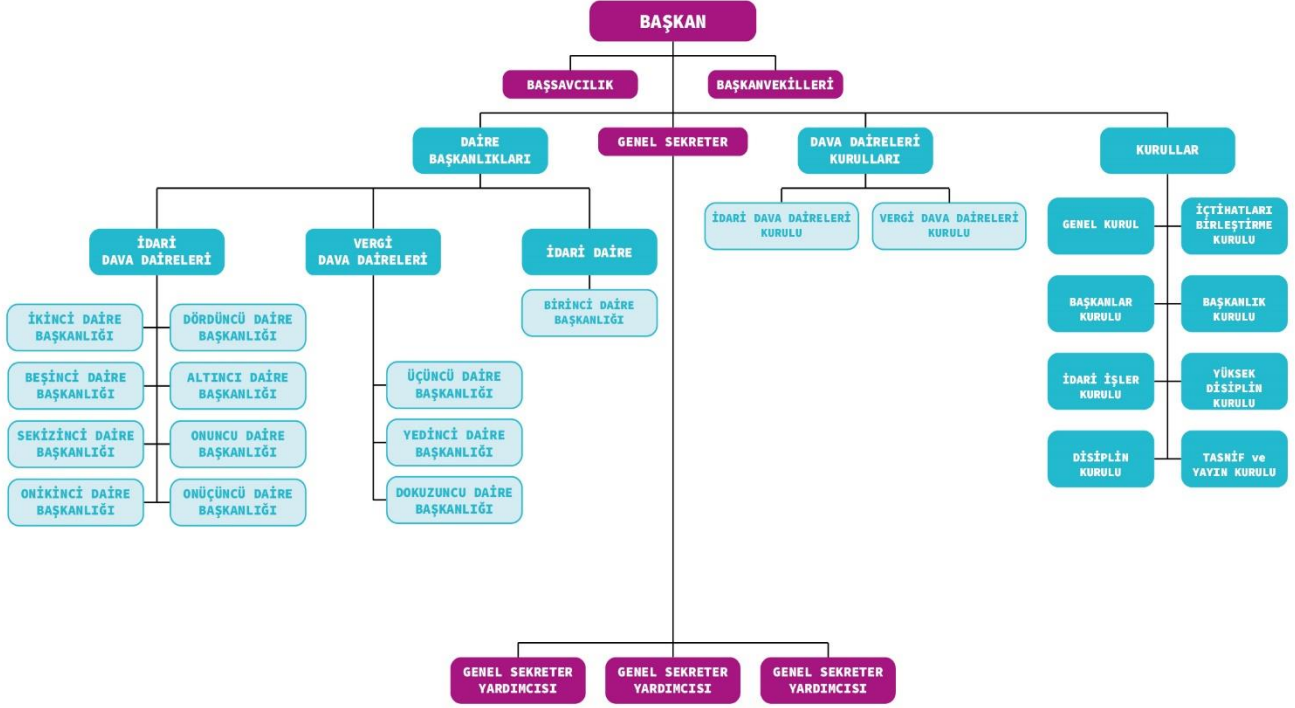 BAŞKAN
BAŞSAVCILIK
BAŞKANVEKİLLERİ
DAİRE
BAŞKANLIKLARI
GENEL SEKRETER
DAVA DAİRELERİ
KURULLARI
KURULLAR
İDARİ
DAVA DAİRELERİ
VERGİ
DAVA DAİRELERİ
İDARİ DAİRE
BİRİNCİ DAİRE
BAŞKANLIĞI
İDARİ DAVA DAİRELERİ
KURULU
VERGİ DAVA DAİRELERİ
KURULU
İKİNCİ DAİRE
BAŞKANLIĞI
DÖRDÜNCÜ DAİRE
BAŞKANLIĞI
BEŞİNCİ DAİRE
BAŞKANLIĞI
ALTINCI DAİRE
BAŞKANLIĞI
SEKİZİNCİ DAİRE
BAŞKANLIĞI
ONUNCU DAİRE
BAŞKANLIĞI
ONİKİNCİ DAİRE
BAŞKANLIĞI
ONÜÇÜNCÜ DAİRE
BAŞKANLIĞI
ÜÇÜNCÜ DAİRE
BAŞKANLIĞI
YEDİNCİ DAİRE
BAŞKANLIĞI
DOKUZUNCU DAİRE
BAŞKANLIĞI
GENEL KURUL
İÇTİHATLARI
BİRLEŞTİRME
KURULU
BAŞKANLAR
KURULU
BAŞKANLIK
KURULU
İDARİ İŞLER
KURULU
YÜKSEK
DİSİPLİN
KURULU
DİSİPLİN
KURULU
TASNİF ve
YAYIN KURULU
GENEL SEKRETER
YARDIMCISI
GENEL SEKRETER
YARDIMCISI
GENEL SEKRETER
YARDIMCISI